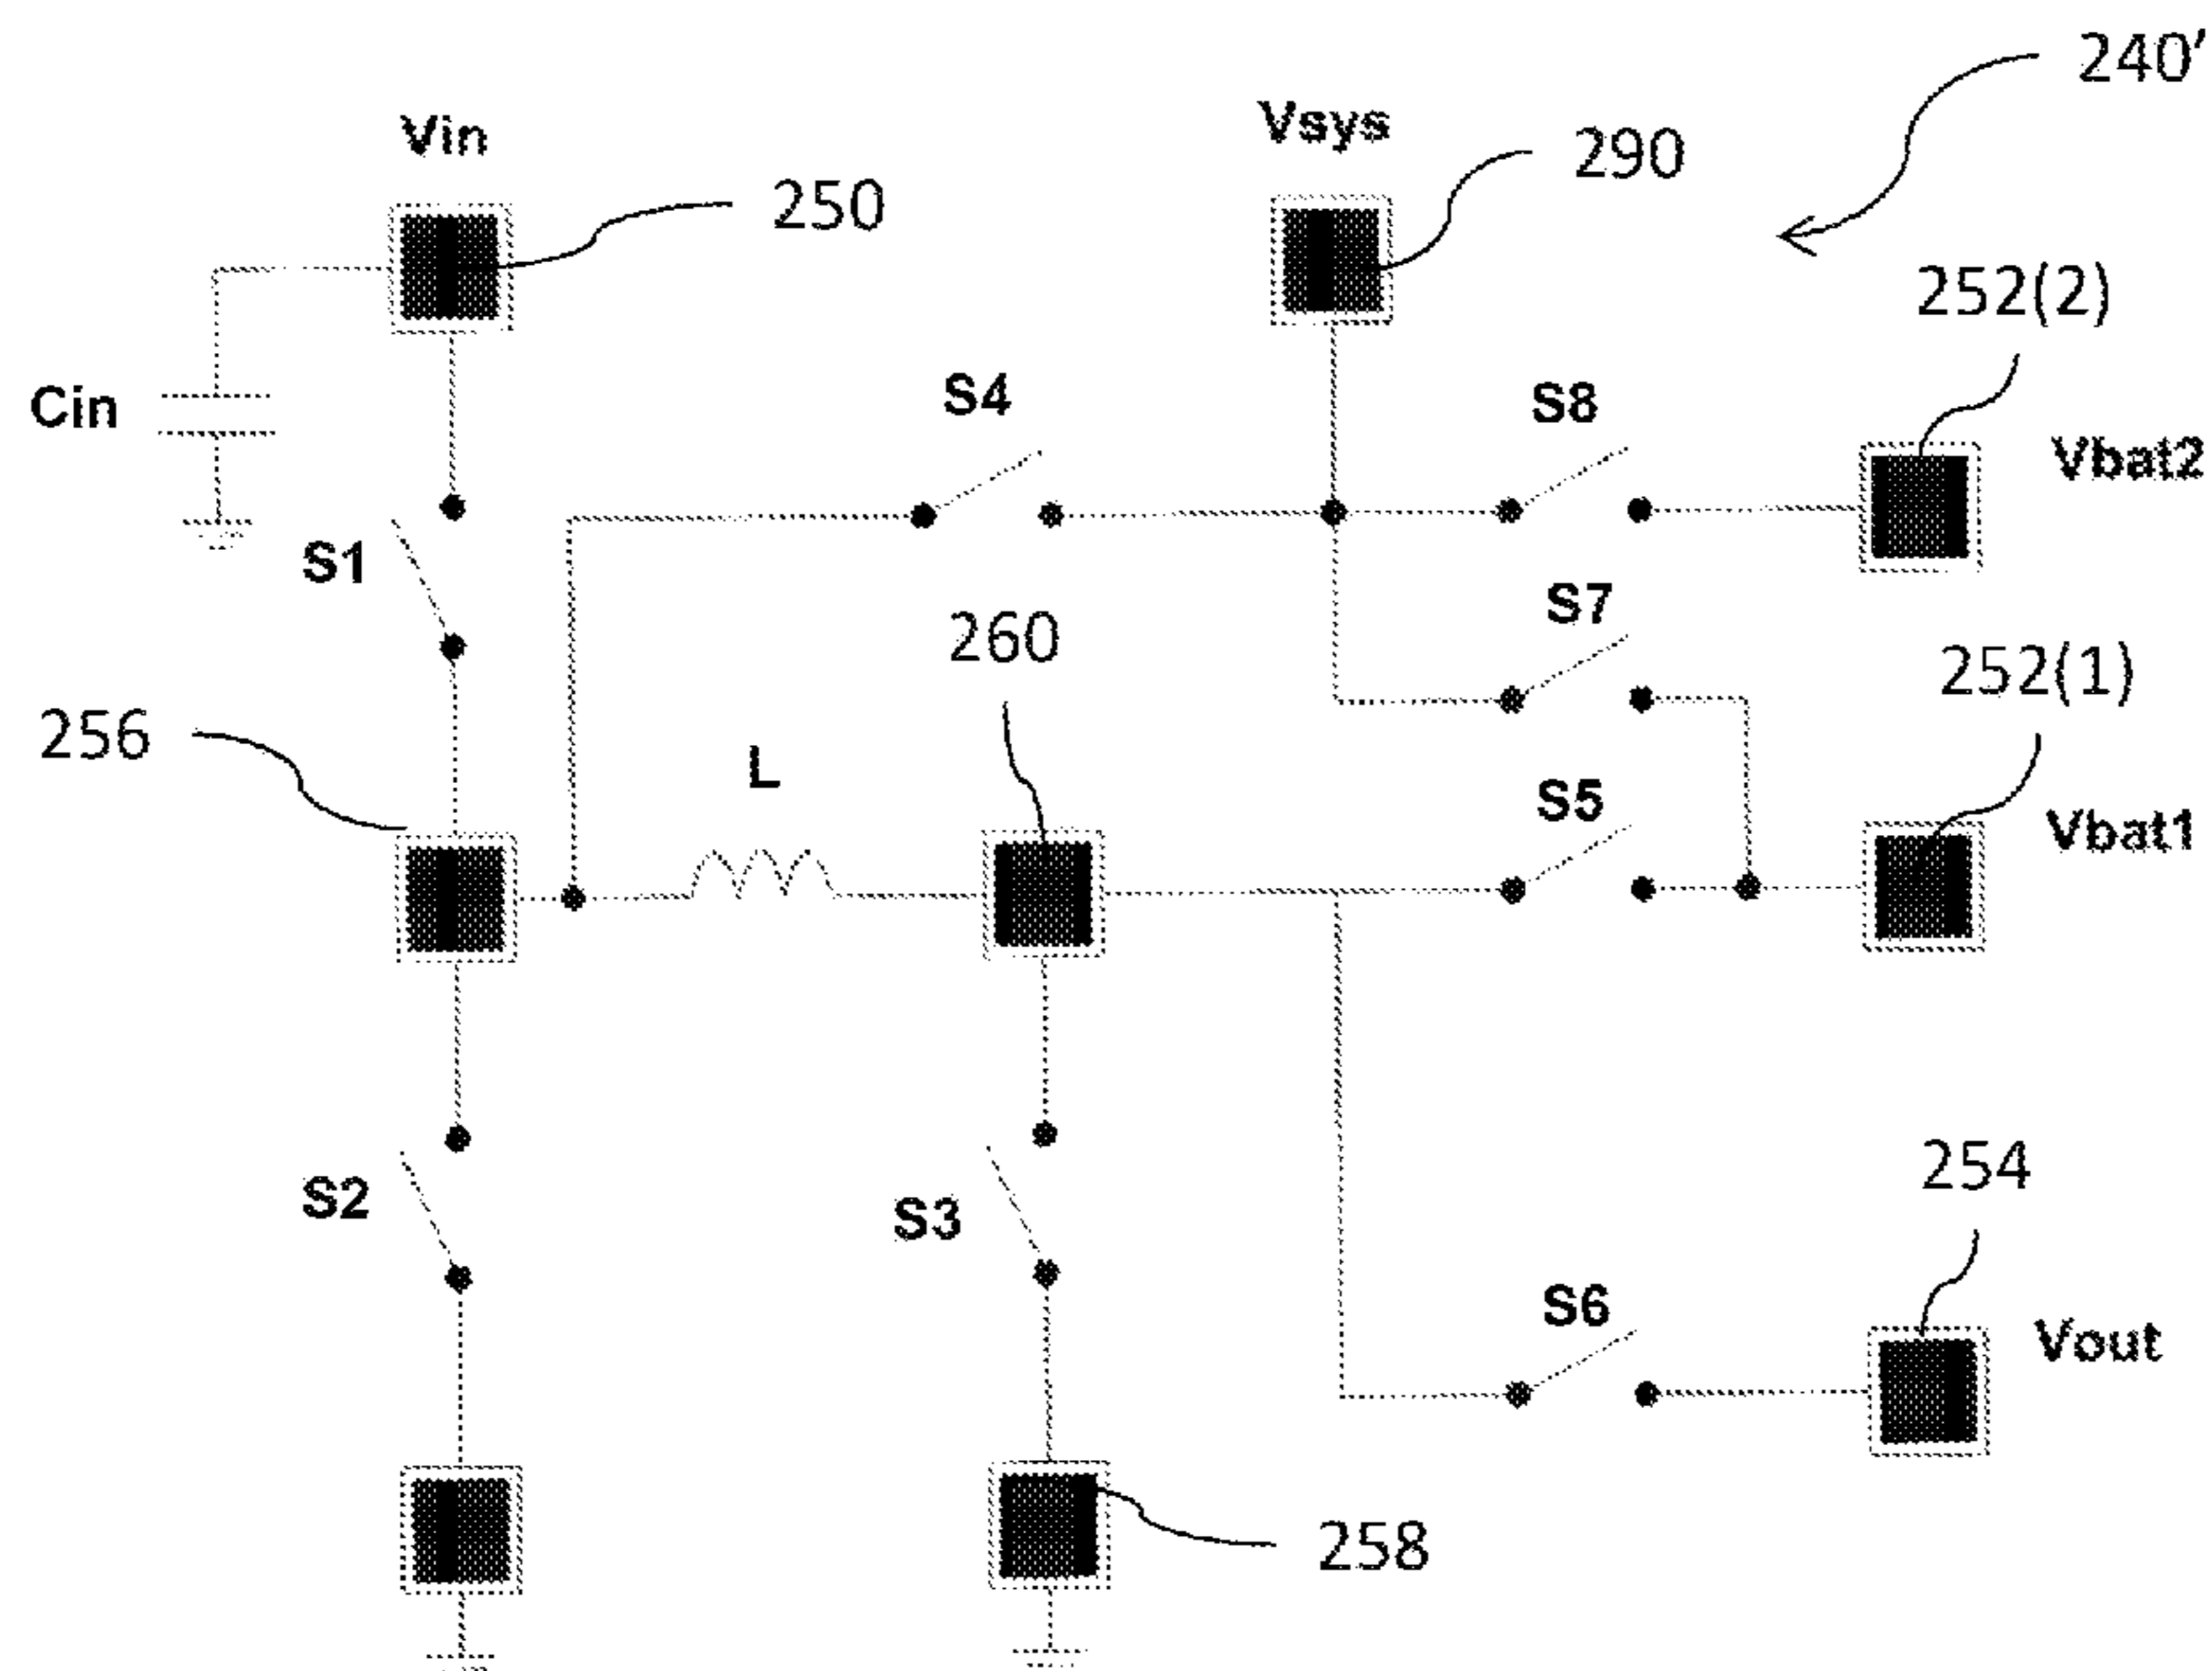 240'
Vin
Vsys
290
250
252(2)
Cin
S4
S8
Vbat2
S1
S7
260
252(1)
256
L
S5
Vbat1
254
S2
S3
S6
Vout
258